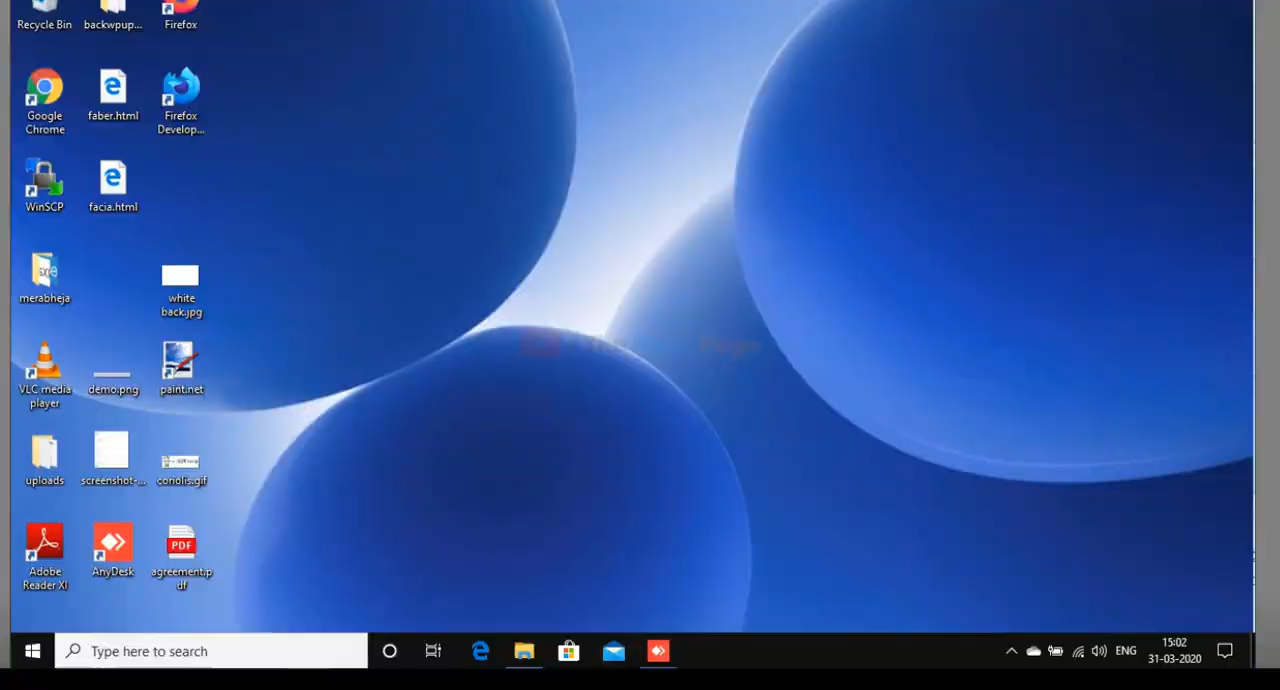 Recycle Bin
backwpup...
Firefox
Google
Chrome
faber.html
Firefox
Develop...
WinSCP
facia.html
merabheja
white
back.jpg
VLC media
player
demo.png
paint.net
uploads
screenshot-...
coriolis.gif
Adobe
Reader XI
AnyDesk
PDF
agreement.p
df
Type here to search
ENG
15:02
31-03-2020